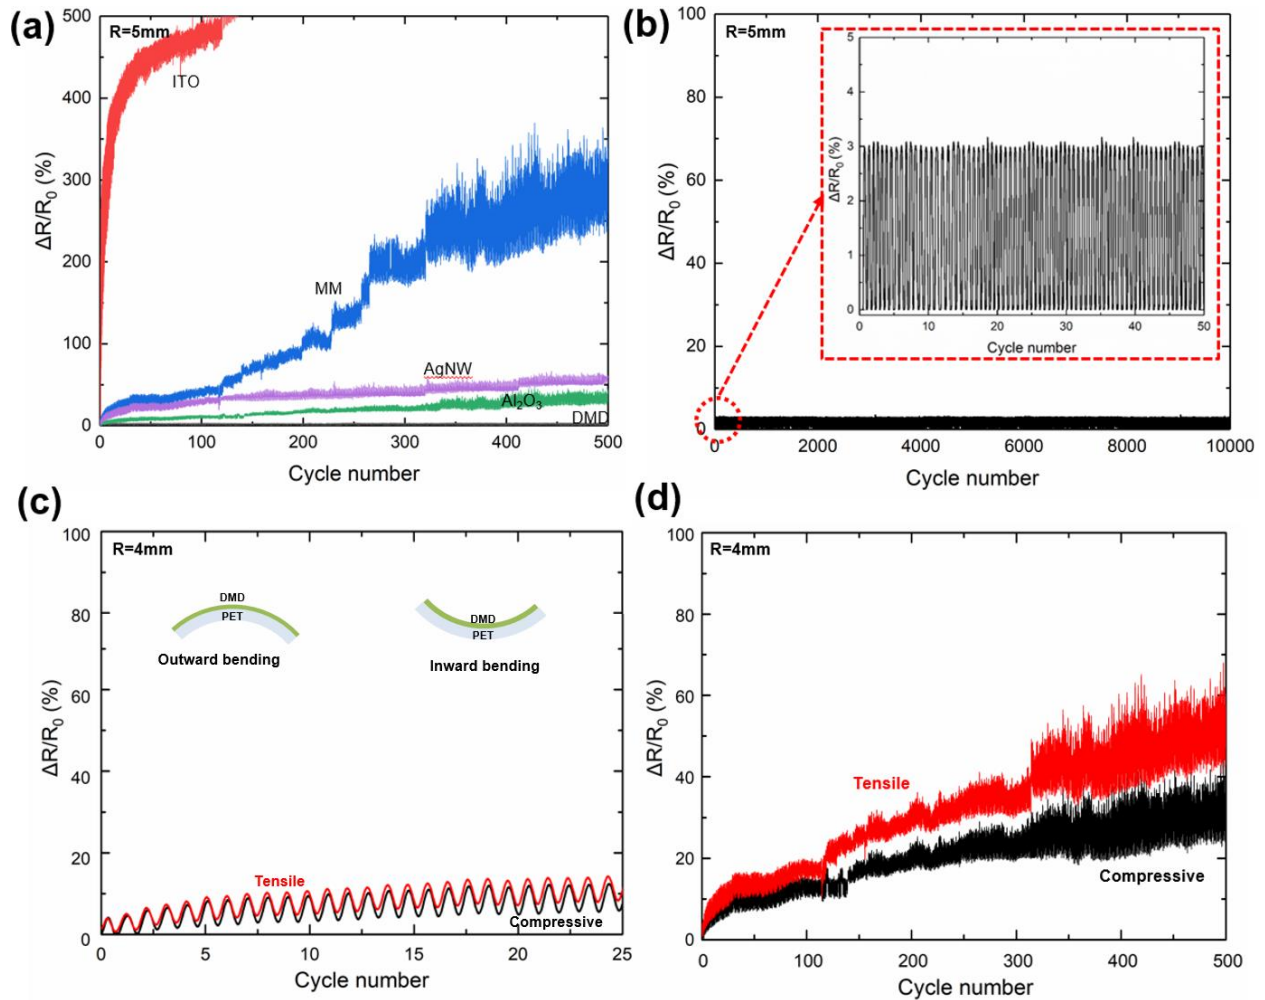 (a)
R=5mm
500
400
300
200
100
0
ΔR/R₀ (%)
ITO
MM
AgNW
Al₂O₃
DMD
0 100 200 300 400 500
Cycle number
(b)
R=5mm
100
80
60
40
20
0
ΔR/R₀ (%)
5
4
3
2
1
0
ΔR/R₀ (%)
0 10 20 30 40 50
Cycle number
0 2000 4000 6000 8000 10000
Cycle number
(c)
R=4mm
100
80
60
40
20
0
ΔR/R₀ (%)
DMD
PET
Outward bending
DMD
PET
Inward bending
Tensile
Compressive
0 5 10 15 20 25
Cycle number
(d)
R=4mm
100
80
60
40
20
0
ΔR/R₀ (%)
Tensile
Compressive
0 100 200 300 400 500
Cycle number